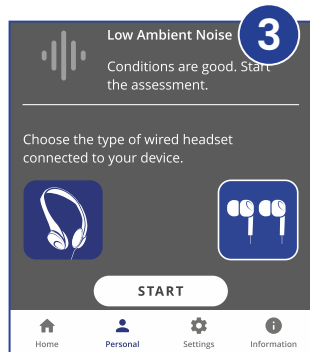 3
Low Ambient Noise
Conditions are good. Start
the assessment.
Choose the type of wired headset
connected to your device.
START
Home Personal Settings Information